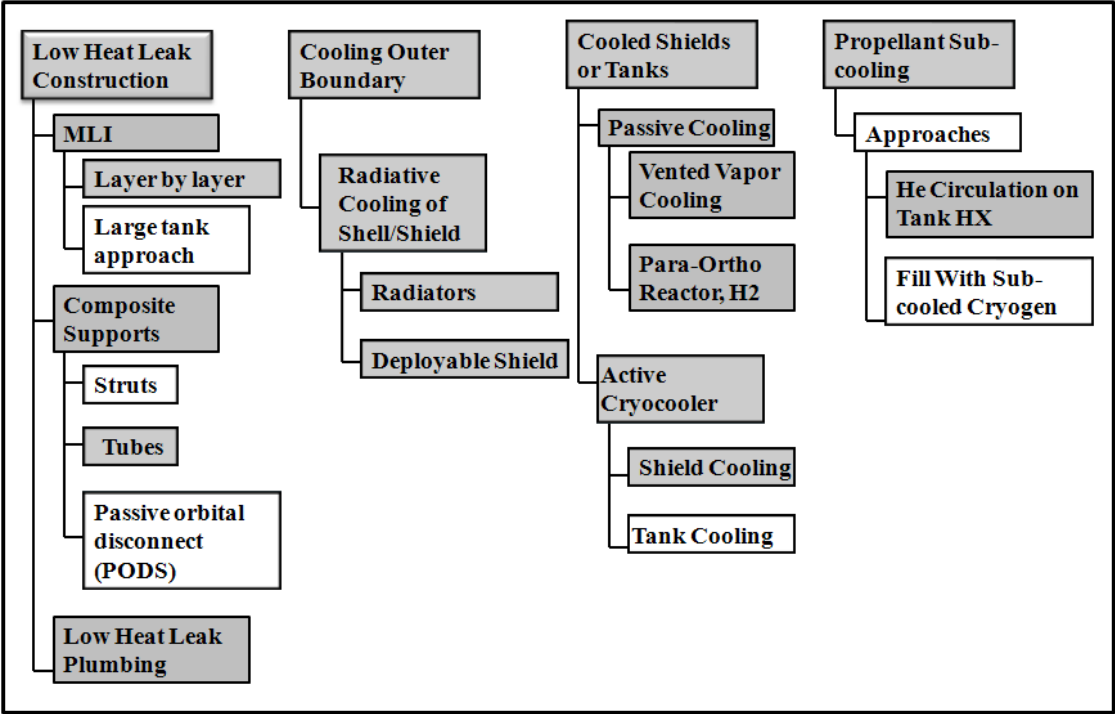 Low Heat Leak
Construction
MLI
Layer by layer
Large tank
approach
Composite
Supports
Struts
Tubes
Passive orbital
disconnect
(PODS)
Low Heat Leak
Plumbing
Cooling Outer
Boundary
Radiative
Cooling of
Shell/Shield
Radiators
Deployable Shield
Cooled Shields
or Tanks
Passive Cooling
Vented Vapor
Cooling
Para-Ortho
Reactor, H2
Active
Cryocooler
Shield Cooling
Tank Cooling
Propellant Sub-
cooling
Approaches
He Circulation on
Tank HX
Fill With Sub-
cooled Cryogen